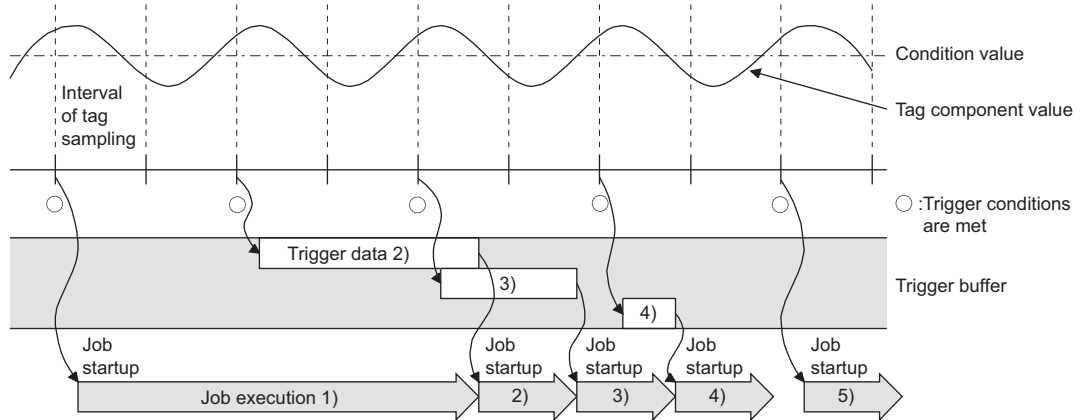 Condition value
Interval
of tag
sampling
Tag component value
○ :Trigger conditions
are met
Trigger data 2)
3)
4)
Trigger buffer
Job
startup
Job
startup
Job
startup
Job
startup
Job
startup
Job execution 1)
2)
3)
4)
5)